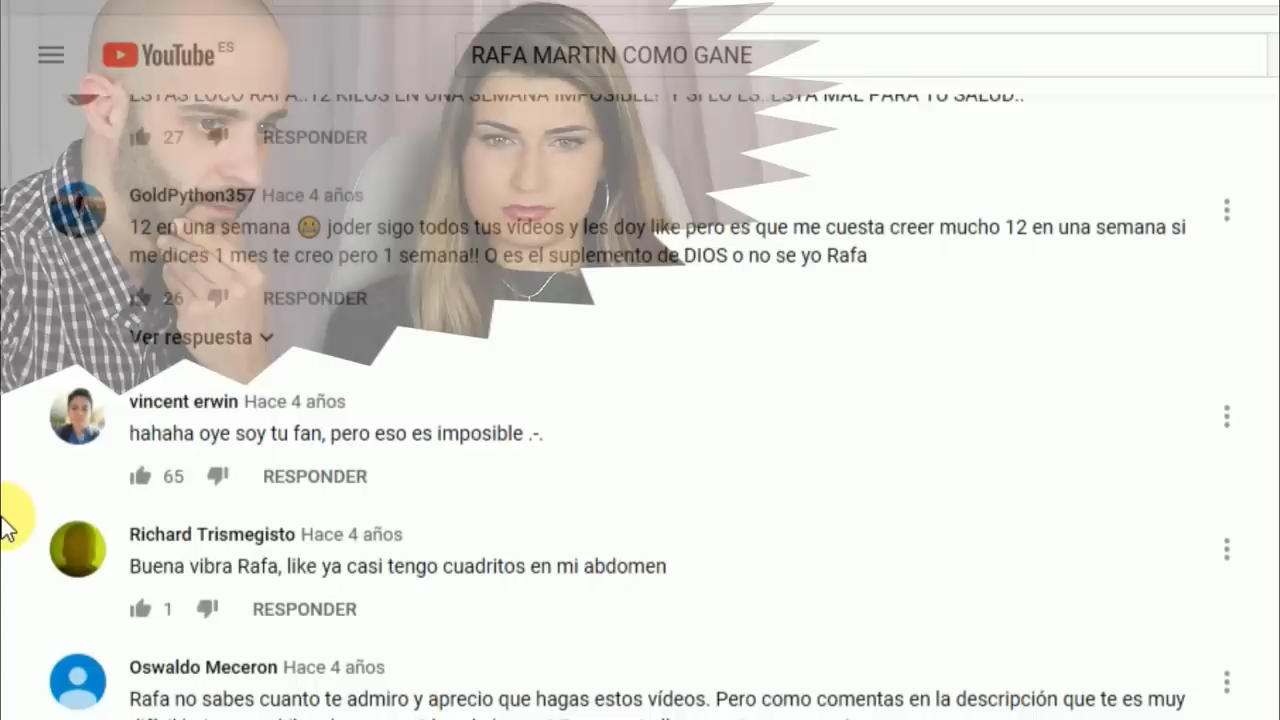 YouTube ES
RAFA MARTIN COMO GANE
ESTAS LOCO RAFA..12 KILOS EN UNA SEMANA IMPOSIBLE! Y SI LO ES..ESTA MAL PARA TU SALUD..
27 RESPONDER
GoldPython357 Hace 4 años
12 en una semana 😬 joder sigo todos tus vídeos y les doy like pero es que me cuesta creer mucho 12 en una semana si
me dices 1 mes te creo pero 1 semana!! O es el suplemento de DIOS o no se yo Rafa
26 RESPONDER
Ver respuesta
vincent erwin Hace 4 años
hahaha oye soy tu fan, pero eso es imposible .-.
65 RESPONDER
Richard Trismegisto Hace 4 años
Buena vibra Rafa, like ya casi tengo cuadritos en mi abdomen
1 RESPONDER
Oswaldo Meceron Hace 4 años
Rafa no sabes cuanto te admiro y aprecio que hagas estos vídeos. Pero como comentas en la descripción que te es muy